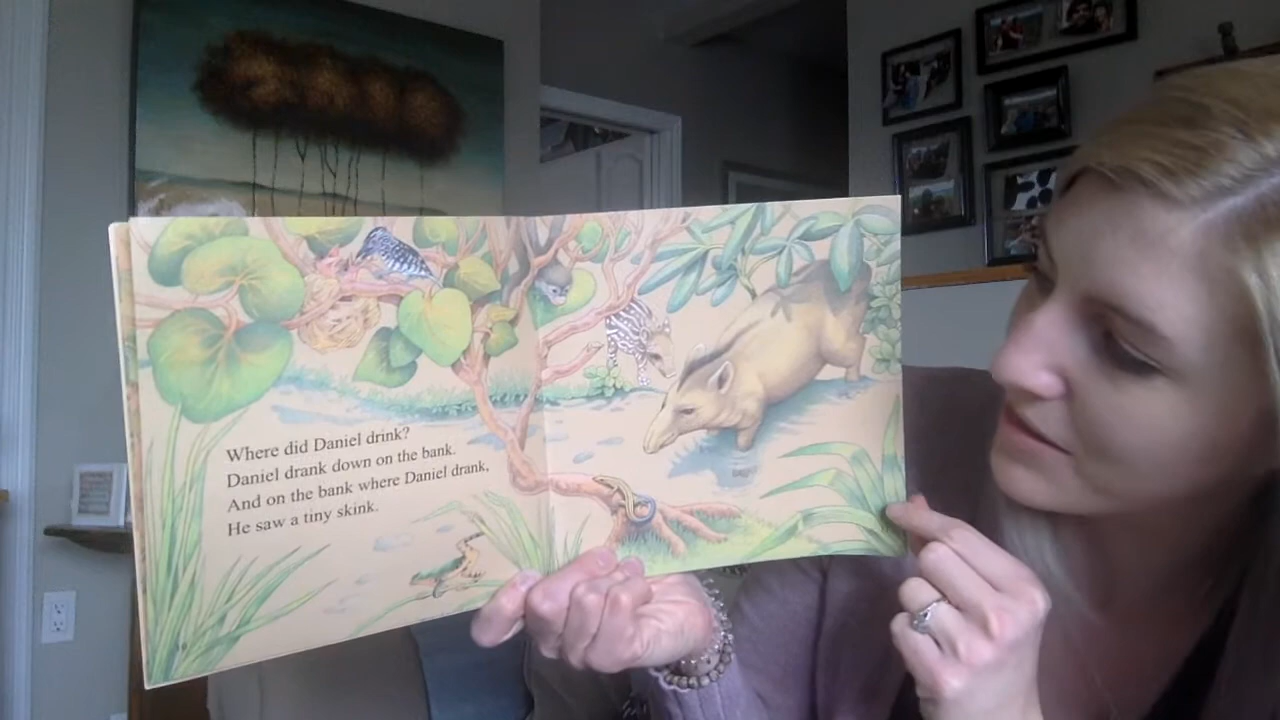 Where did Daniel drink?
Daniel drank down on the bank.
And on the bank where Daniel drank,
He saw a tiny skink.